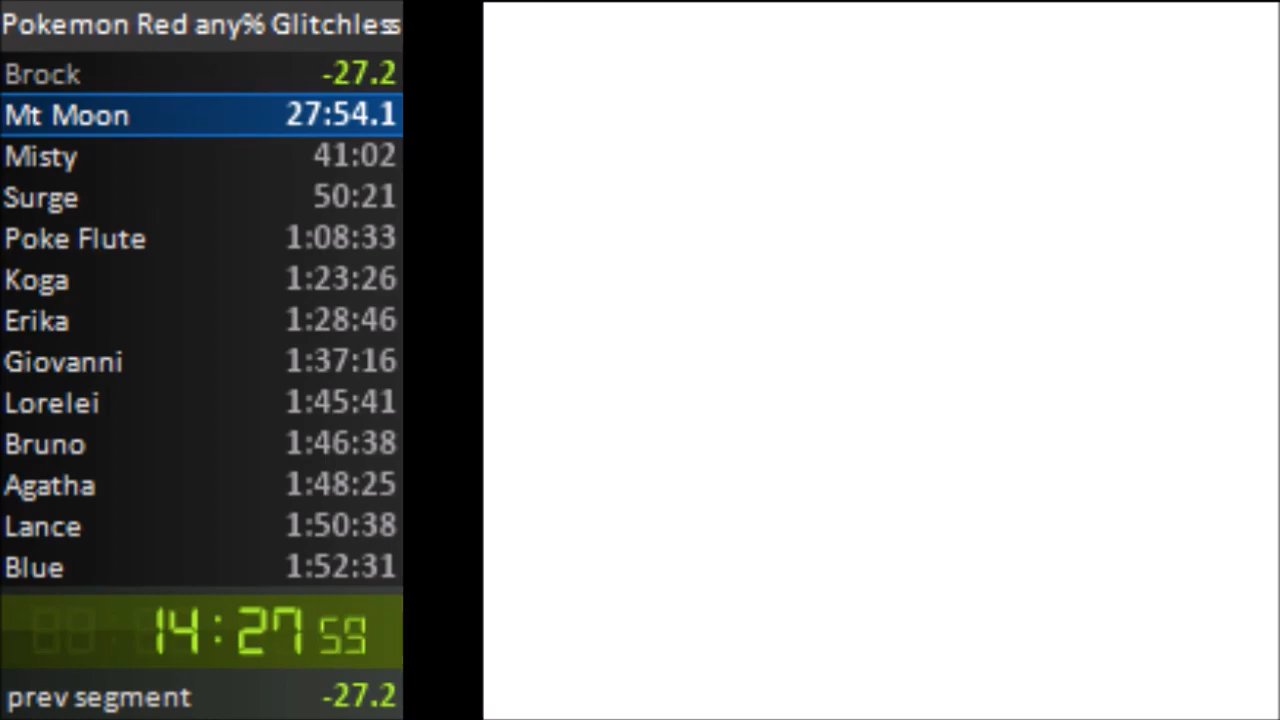 Pokemon Red any% Glitchless
Brock -27.2
Mt Moon 27:54.1
Misty 41:02
Surge 50:21
Poke Flute 1:08:33
Koga 1:23:26
Erika 1:28:46
Giovanni 1:37:16
Lorelei 1:45:41
Bruno 1:46:38
Agatha 1:48:25
Lance 1:50:38
Blue 1:52:31
14:27 59
prev segment -27.2